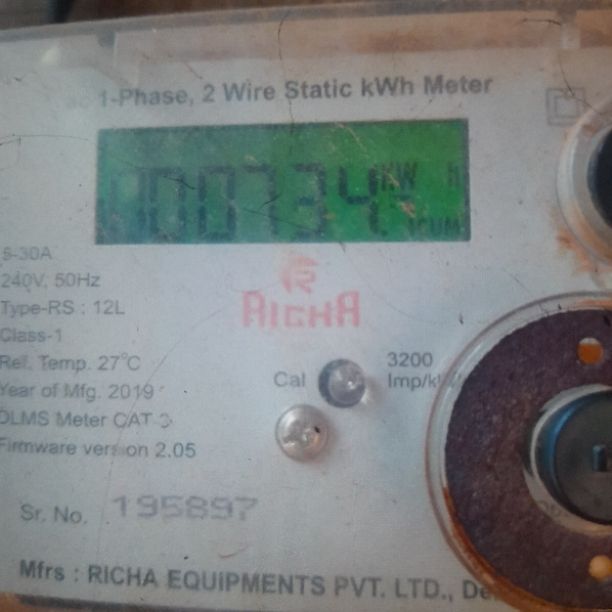 1-Phase, 2 Wire Static kWh Meter
00734
KW h
CUM
5-30A
240V, 50Hz
Type-RS : 12L
Class-1
Ref. Temp. 27°C
Year of Mfg. 2019
DLMS Meter CAT
Firmware version 2.05
RICHA
Cal
3200
Sr. No. 195897
Mfrs : RICHA EQUIPMENTS PVT. LTD.,